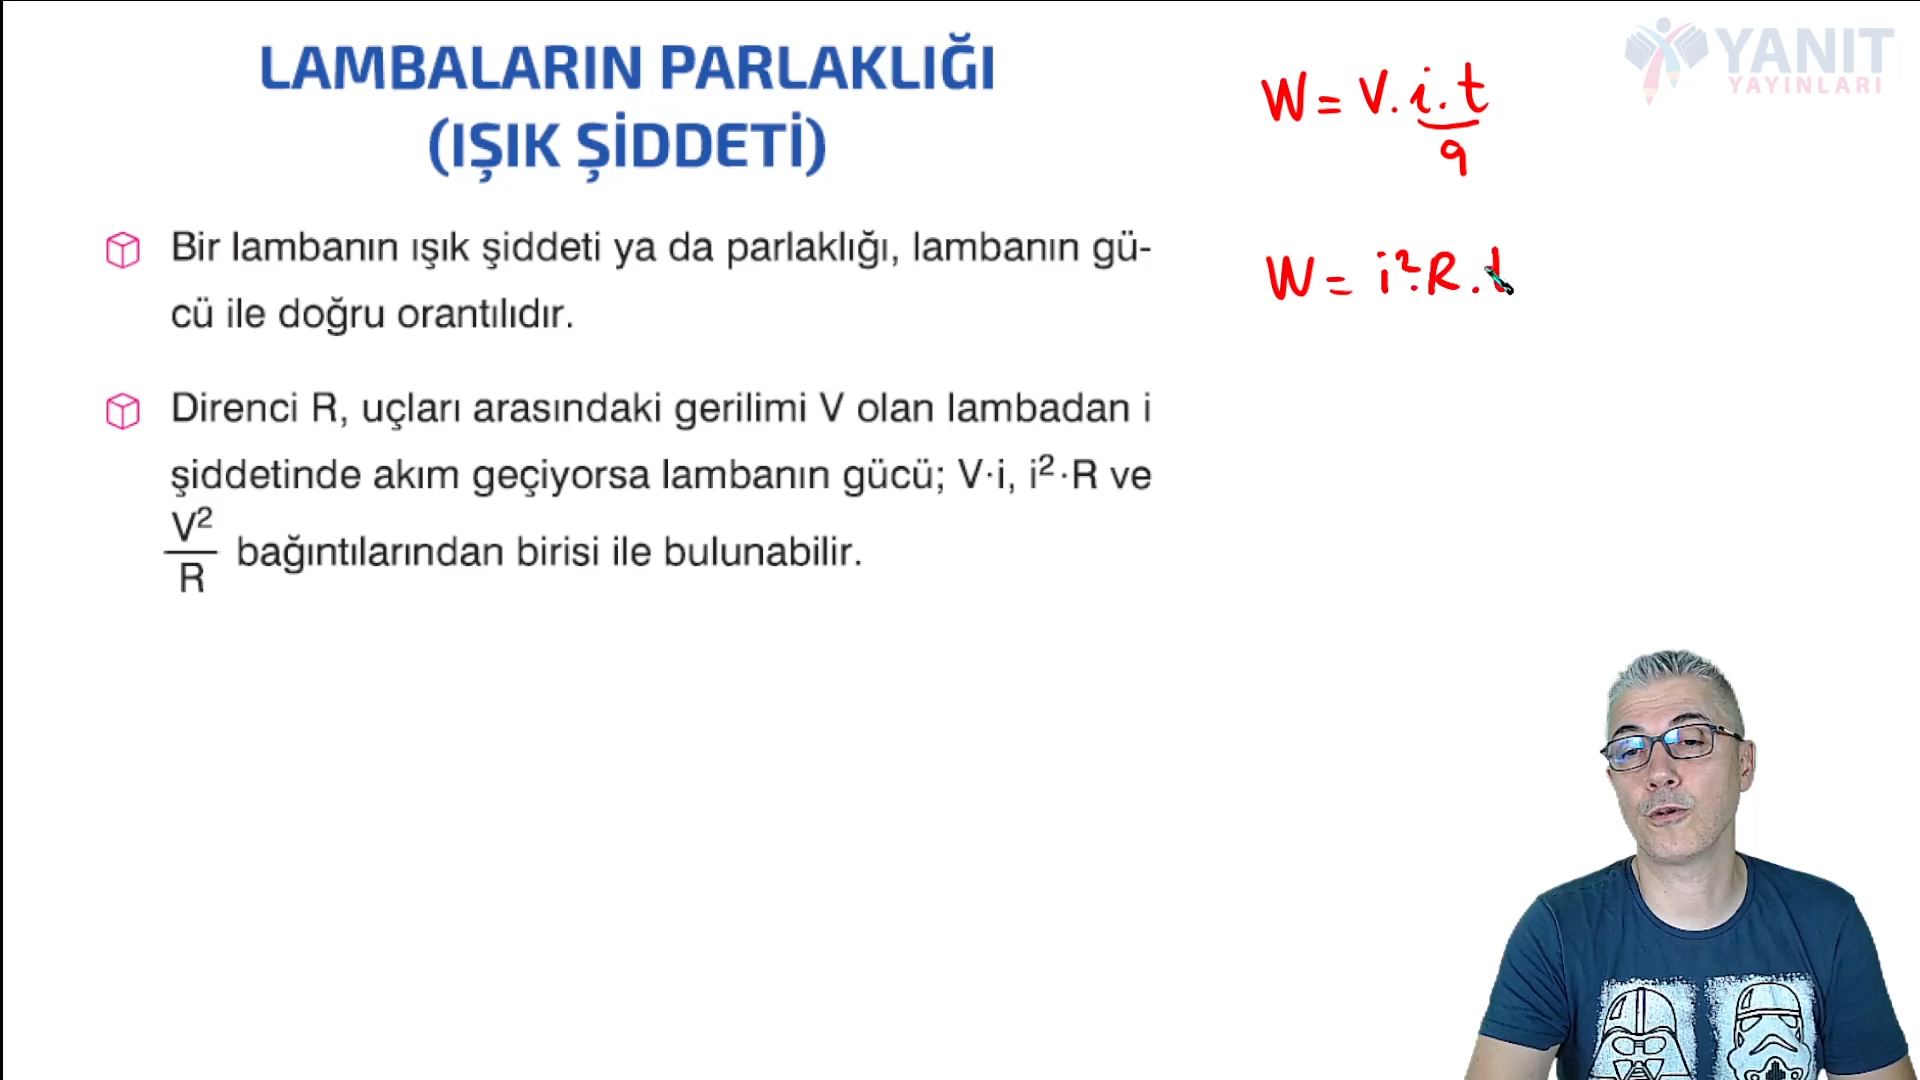 LAMBALARIN PARLAKLIĞI
(IŞIK ŞİDDETİ)
Bir lambanın ışık şiddeti ya da parlaklığı, lambanın gü-
cü ile doğru orantılıdır.
Direnci R, uçları arasındaki gerilimi V olan lambadan i
şiddetinde akım geçiyorsa lambanın gücü; V·i, i²·R ve
V²/R bağıntılarından birisi ile bulunabilir.
W = V.i.t
q
W = i².R.t
YANIT
YAYINLARI